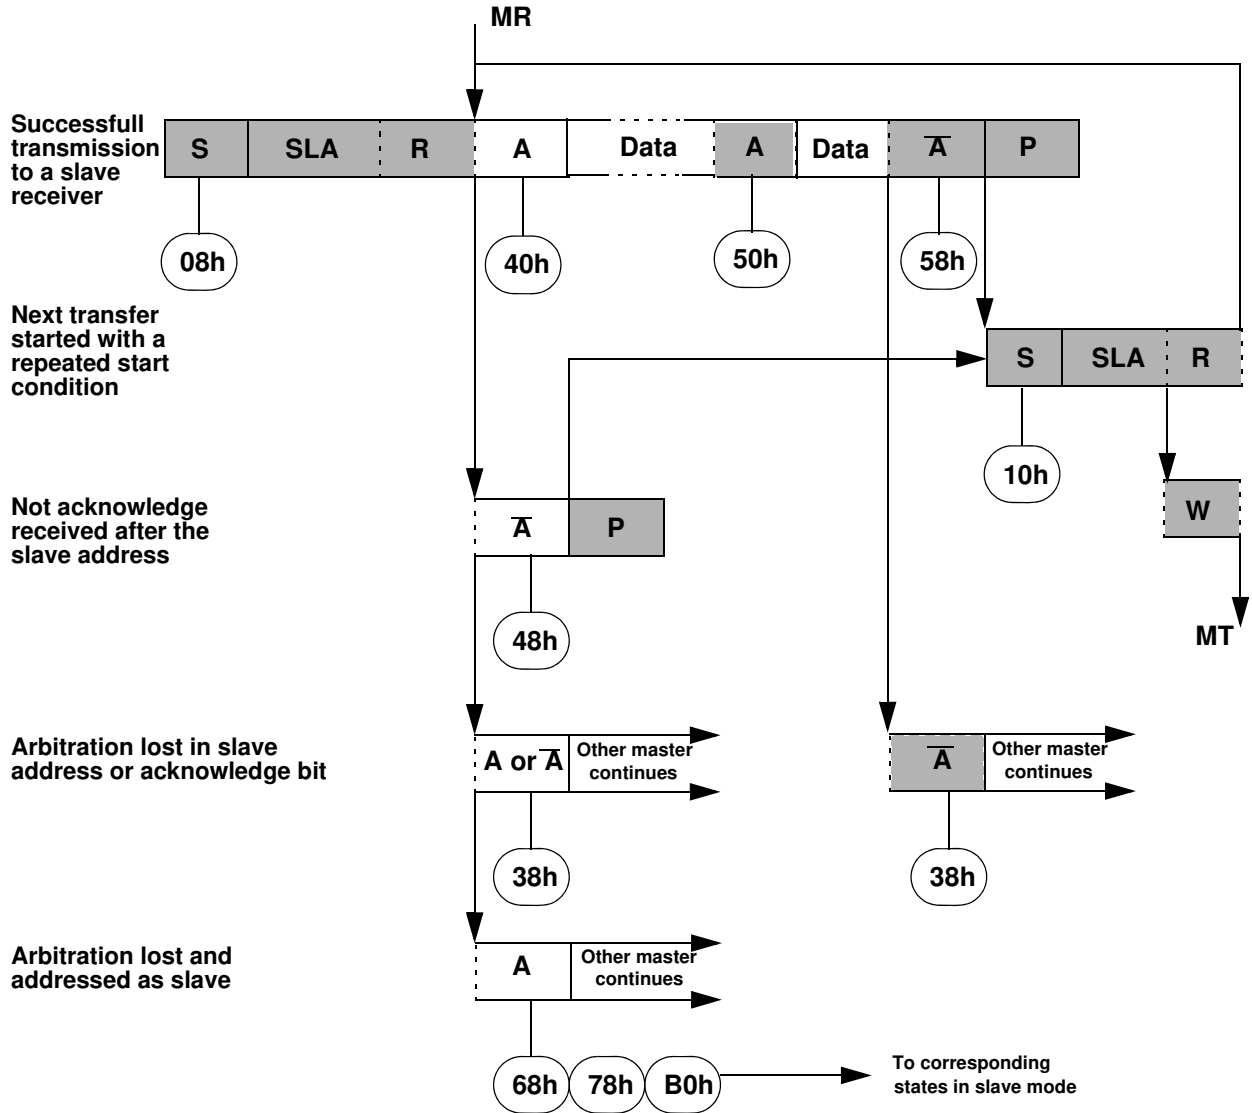 MR
Successfull
transmission
to a slave
receiver
S SLA R A Data A Data A̅ P
08h 40h 50h 58h
Next transfer
started with a
repeated start
condition
S SLA R
10h
W
MT
Not acknowledge
received after the
slave address
A̅ P
48h
Arbitration lost in slave
address or acknowledge bit
A or A̅ Other master
continues
A̅ Other master
continues
38h 38h
Arbitration lost and
addressed as slave
A Other master
continues
68h 78h B0h
To corresponding
states in slave mode